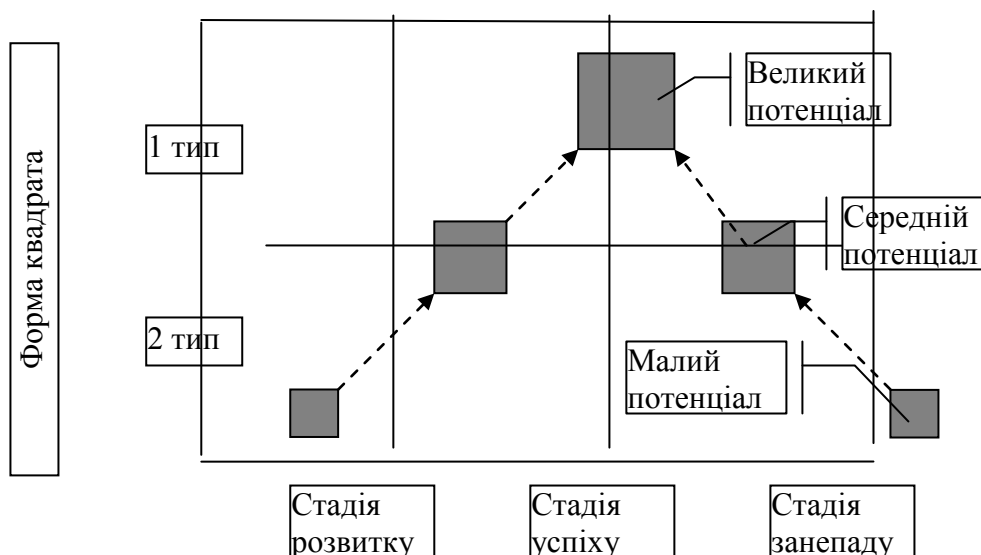 Форма квадрата
1 тип
2 тип
Великий
потенціал
Середній
потенціал
Малий
потенціал
Стадія
розвитку
Стадія
успіху
Стадія
занепаду